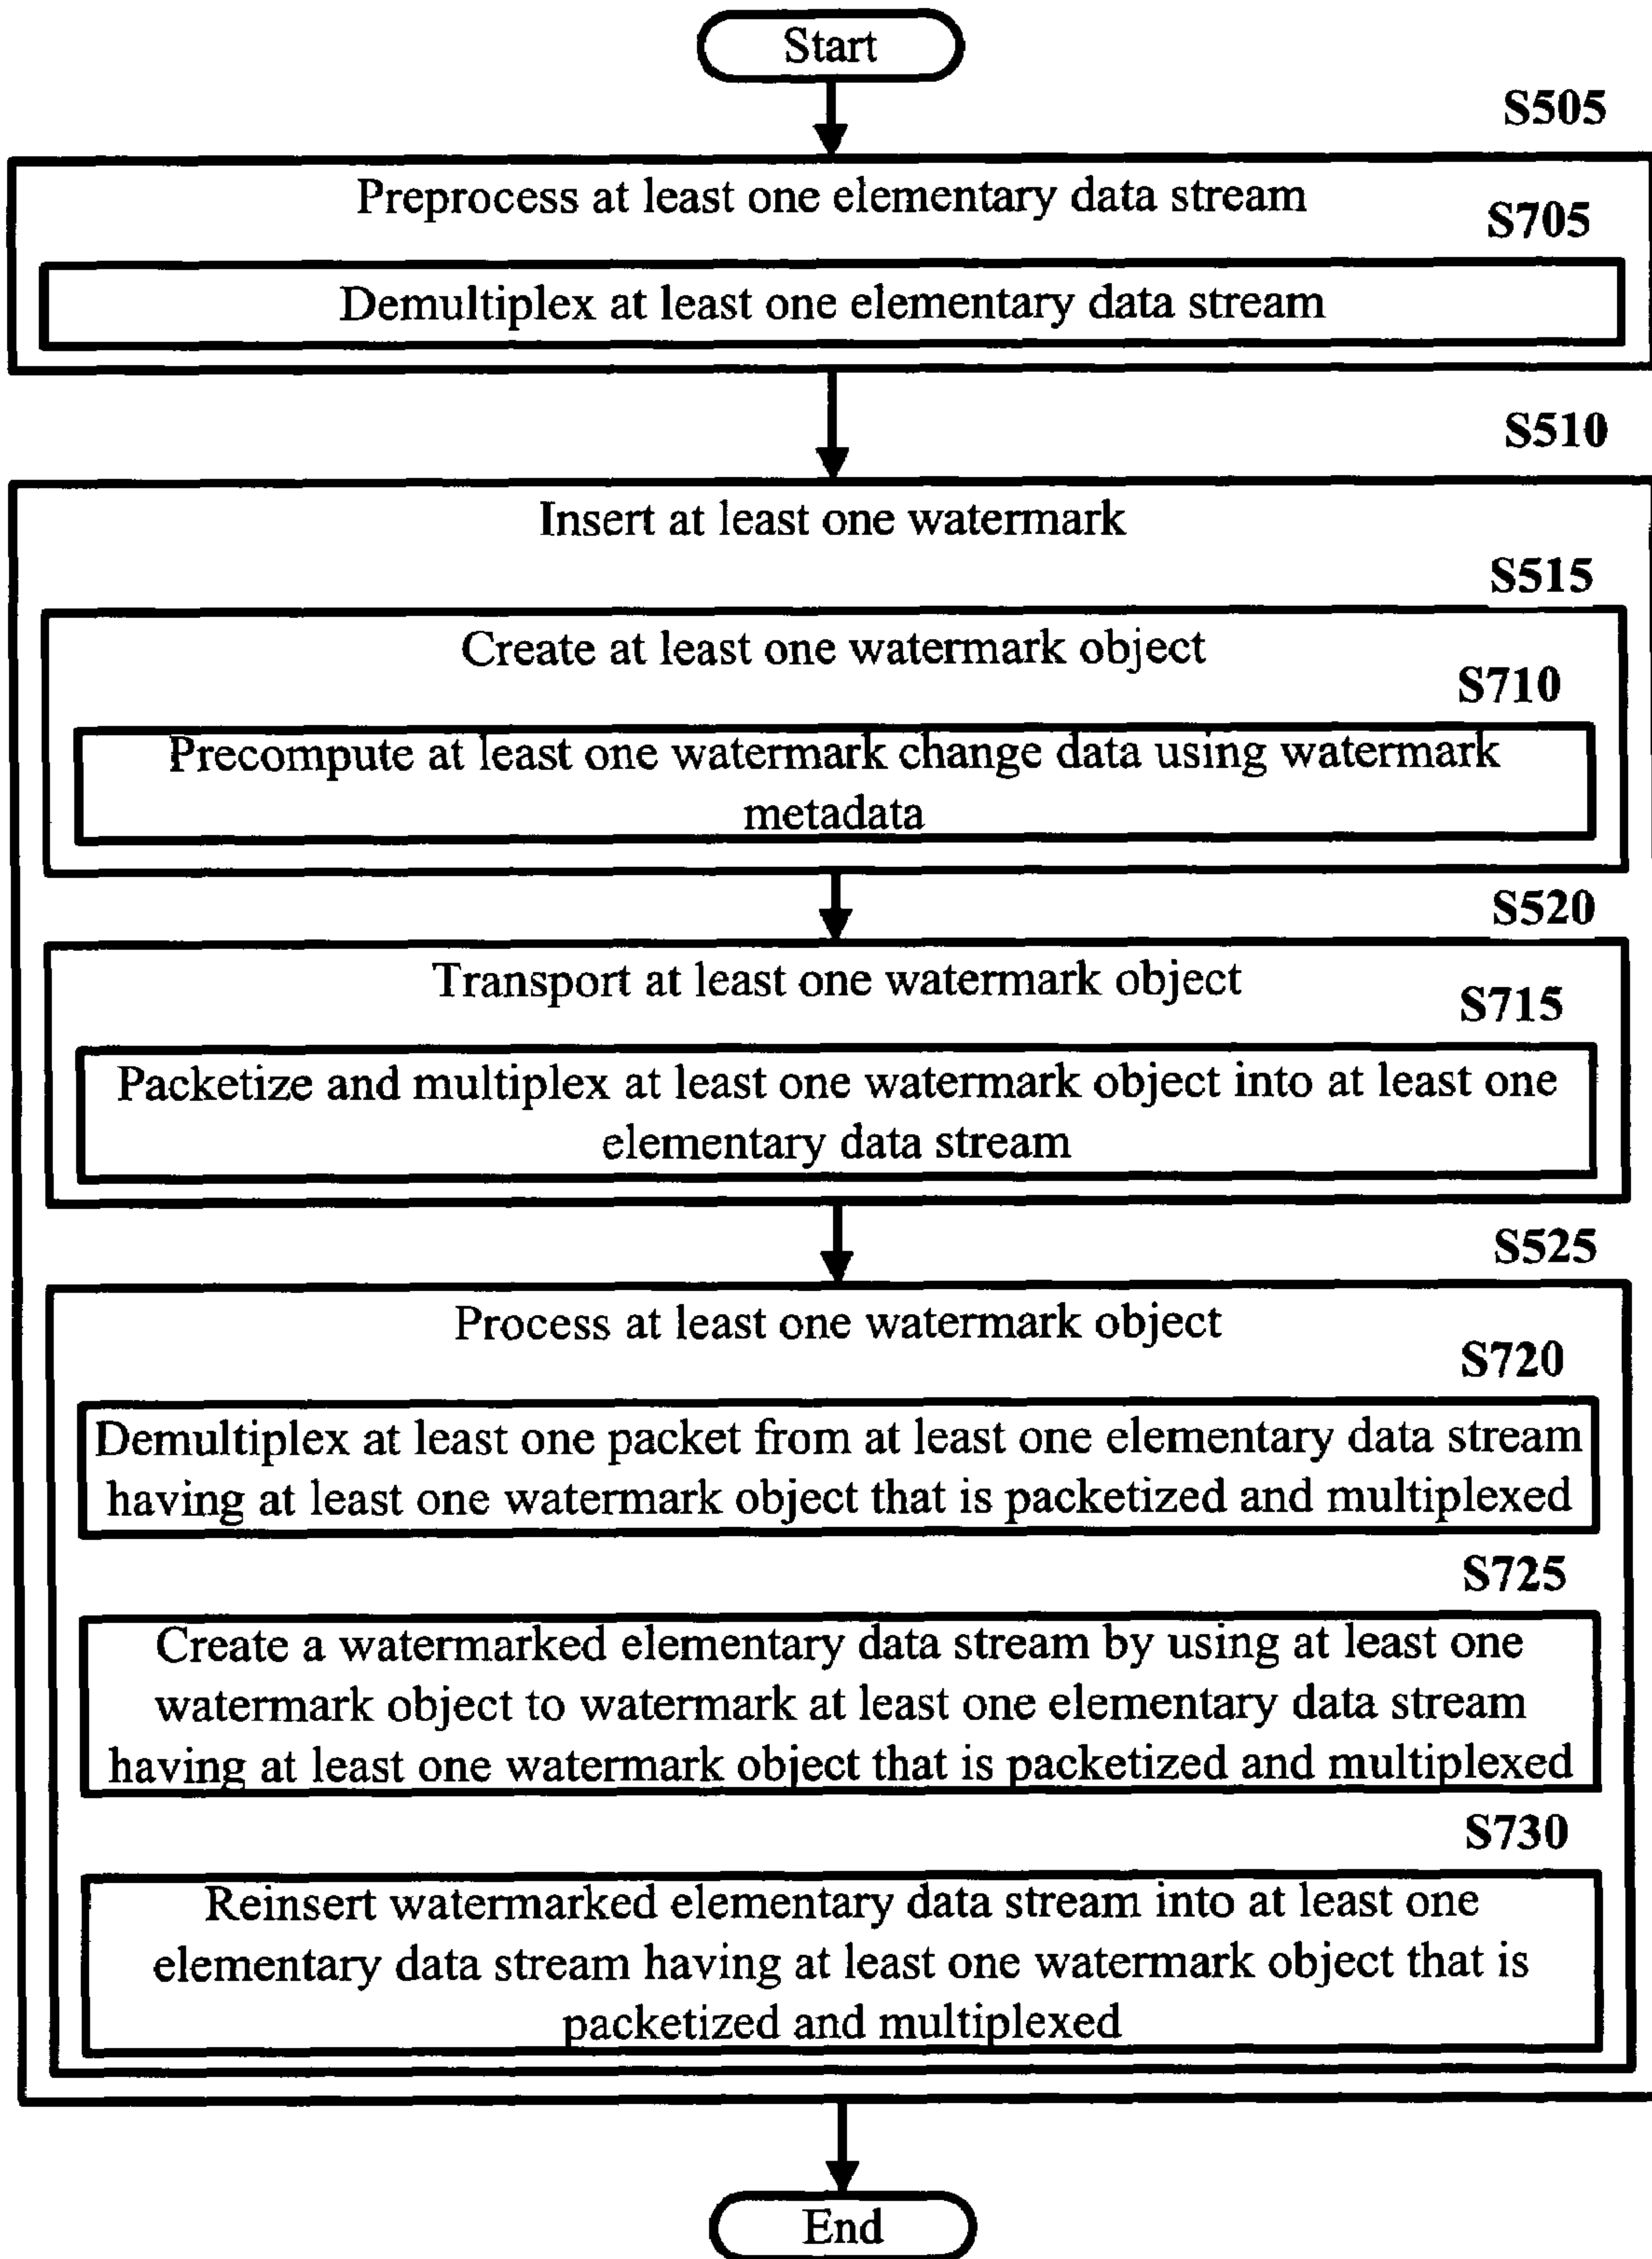 Start
S505
Preprocess at least one elementary data stream
S705
Demultiplex at least one elementary data stream
S510
Insert at least one watermark
S515
Create at least one watermark object
S710
Precompute at least one watermark change data using watermark
metadata
S520
Transport at least one watermark object
S715
Packetize and multiplex at least one watermark object into at least one
elementary data stream
S525
Process at least one watermark object
S720
Demultiplex at least one packet from at least one elementary data stream
having at least one watermark object that is packetized and multiplexed
S725
Create a watermarked elementary data stream by using at least one
watermark object to watermark at least one elementary data stream
having at least one watermark object that is packetized and multiplexed
S730
Reinsert watermarked elementary data stream into at least one
elementary data stream having at least one watermark object that is
packetized and multiplexed
End